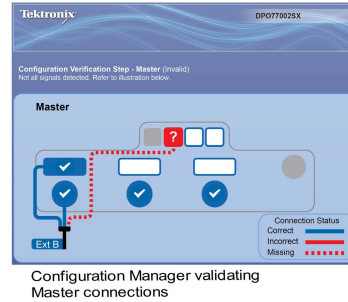 Tektronix
DPO77002SX
Configuration Verification Step - Master (Invalid)
Not all signals detected. Refer to illustration below.
Master
?
Ext B
Connection Status
Correct
Incorrect
Missing
Configuration Manager validating
Master connections